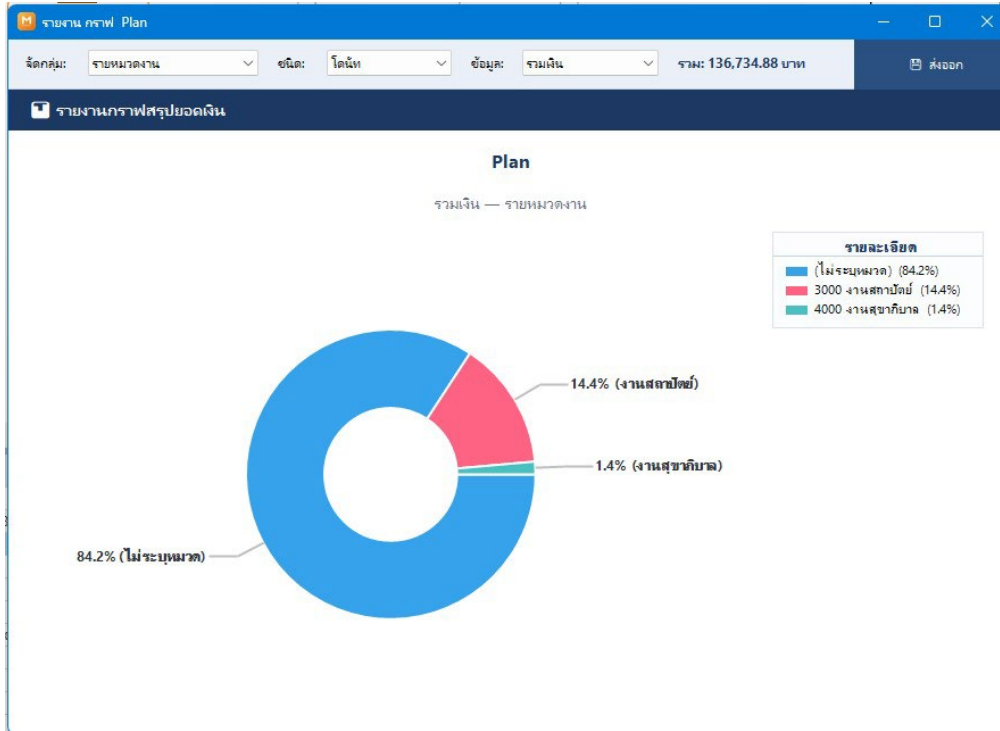 M รายงาน กราฟ Plan
จัดกลุ่ม: รายหมวดงาน ชนิด: โดนัท ข้อมูล: รวมเงิน รวม: 136,734.88 บาท ส่งออก
รายงานกราฟสรุปยอดเงิน
Plan
รวมเงิน — รายหมวดงาน
รายละเอียด
(ไม่ระบุหมวด) (84.2%)
3000 งานสถาปัตย์ (14.4%)
4000 งานสุขาภิบาล (1.4%)
14.4% (งานสถาปัตย์)
1.4% (งานสุขาภิบาล)
84.2% (ไม่ระบุหมวด)